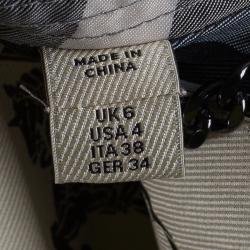 MADE IN
CHINA
UK 6
USA 4
ITA 38
GER 34